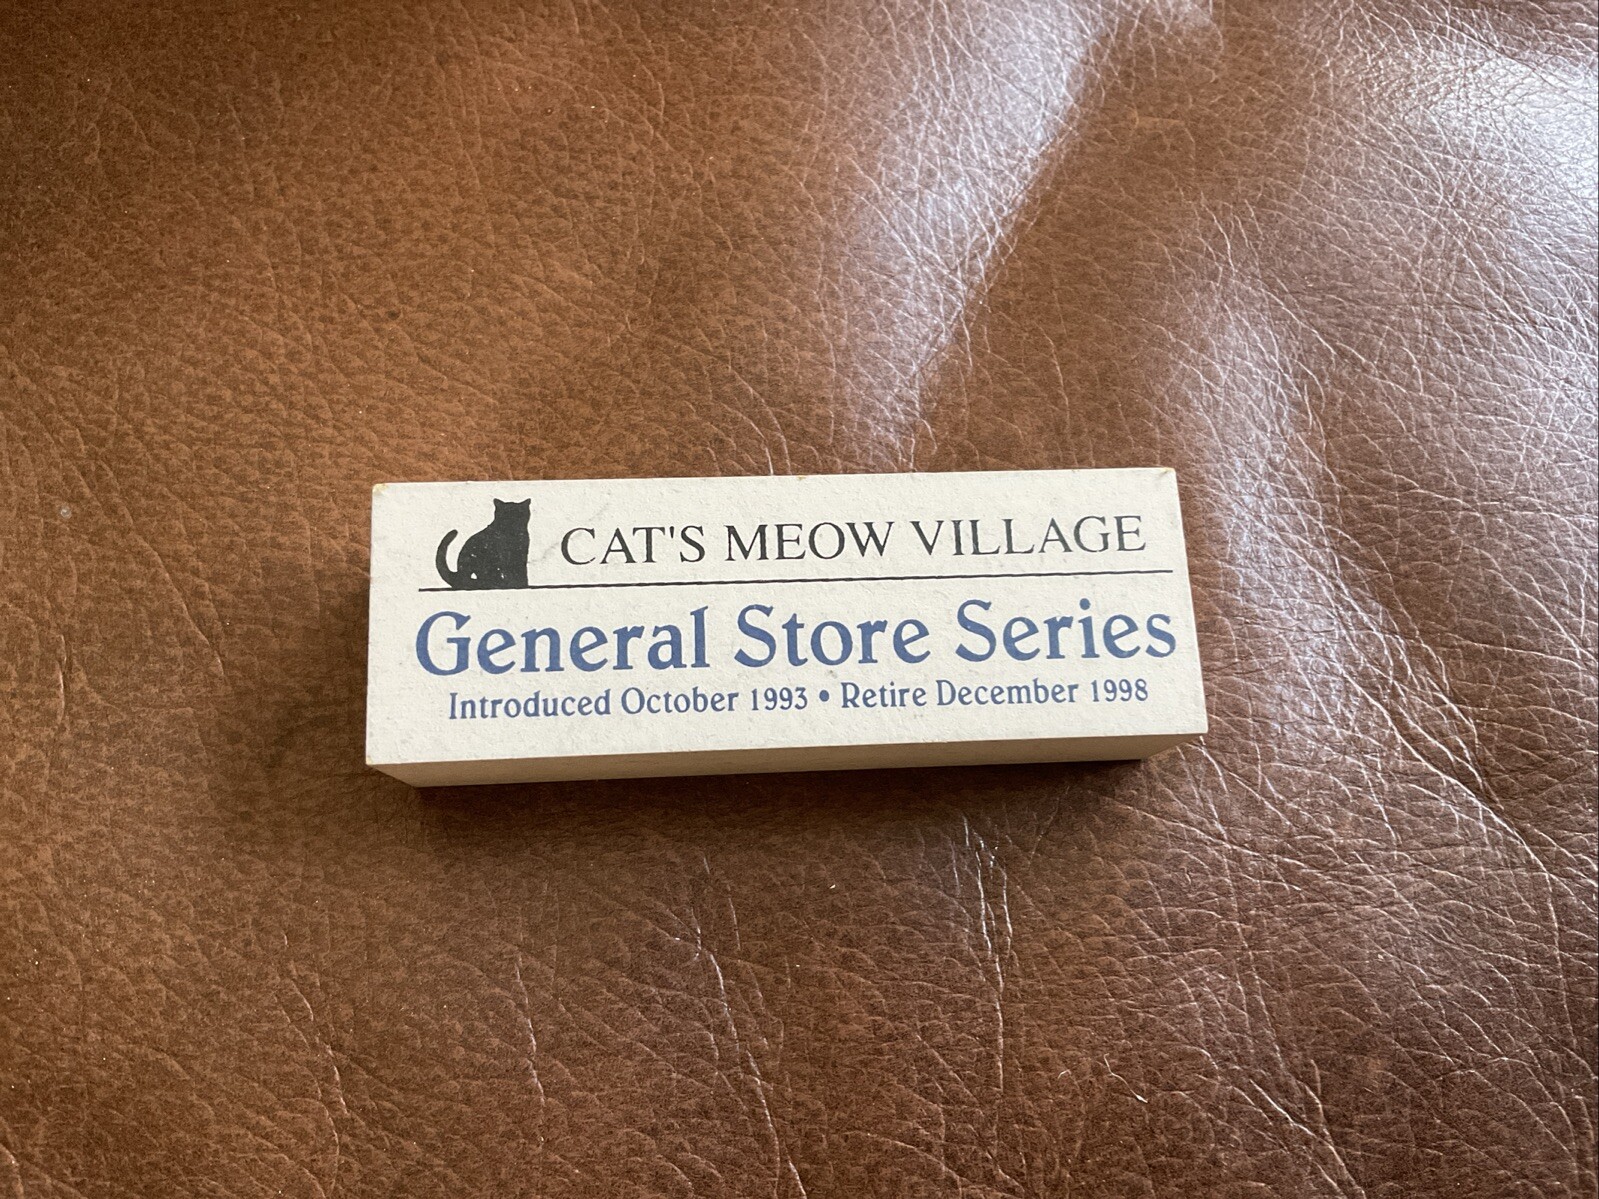 CAT'S MEOW VILLAGE
General Store Series
Introduced October 1993 • Retire December 1998